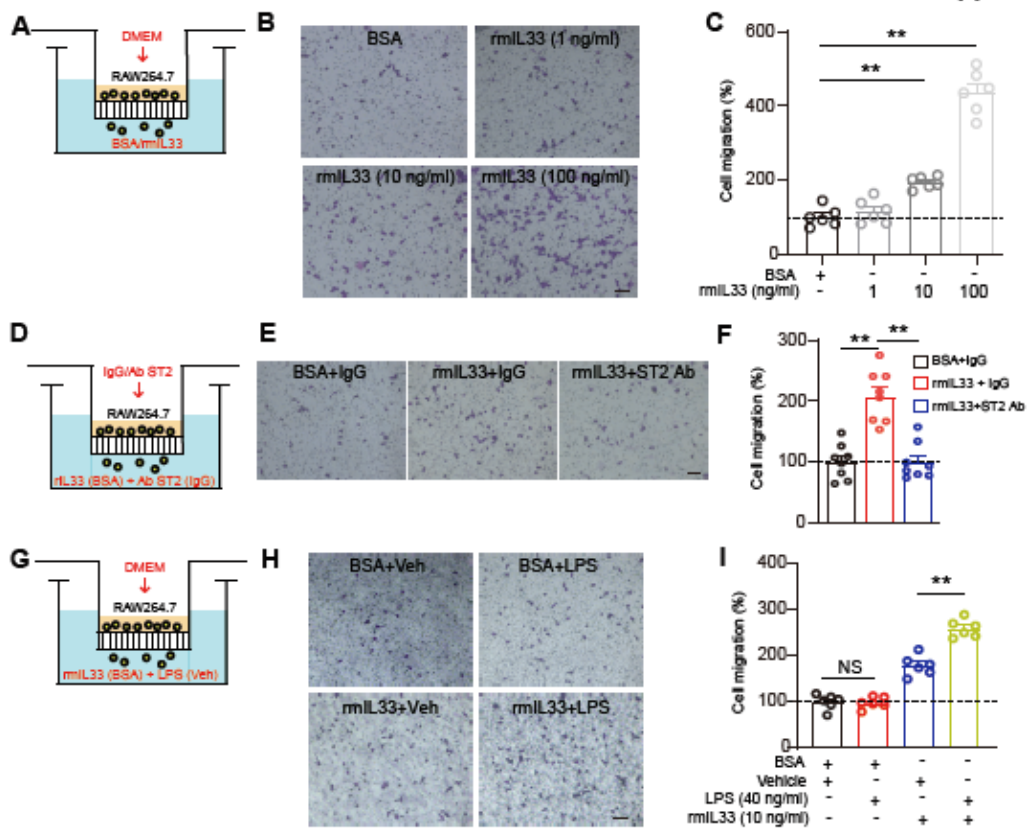 A
DMEM
RAW264.7
BSA/rmIL33
B
BSA
rmIL33 (1 ng/ml)
rmIL33 (10 ng/ml)
rmIL33 (100 ng/ml)
C
Cell migration (%)
600
400
200
0
**
**
BSA + - - -
rmIL33 (ng/ml) - 1 10 100
D
IgG/Ab ST2
RAW264.7
rIL33 (BSA) + Ab ST2 (IgG)
E
BSA+IgG
rmIL33+IgG
rmIL33+ST2 Ab
F
Cell migration (%)
300
200
100
0
** **
BSA+IgG
rmIL33 + IgG
rmIL33+ST2 Ab
G
DMEM
RAW264.7
rmIL33 (BSA) + LPS (Veh)
H
BSA+Veh
BSA+LPS
rmIL33+Veh
rmIL33+LPS
I
Cell migration (%)
400
300
200
100
0
NS
**
BSA + + - -
Vehicle + - + -
LPS (40 ng/ml) - + - +
rmIL33 (10 ng/ml) - - + +